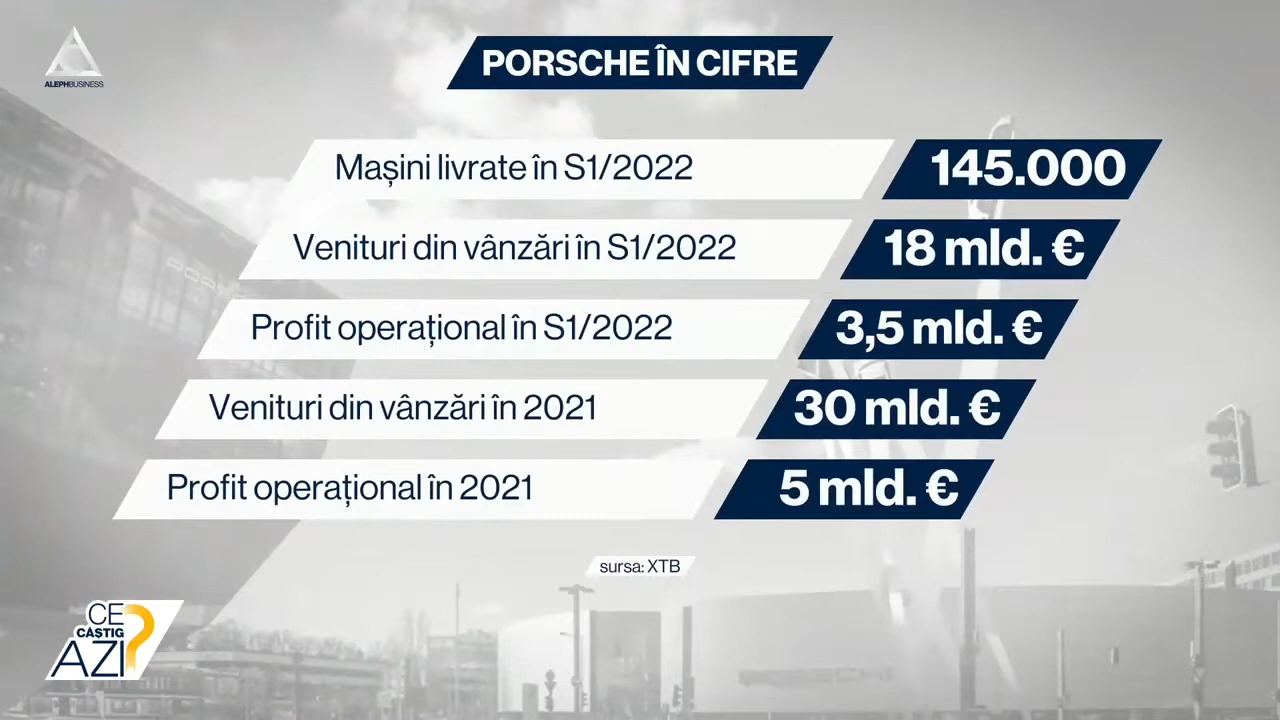 ALEPHBUSINESS
PORSCHE ÎN CIFRE
Mașini livrate în S1/2022 145.000
Venituri din vânzări în S1/2022 18 mld. €
Profit operațional în S1/2022 3,5 mld. €
Venituri din vânzări în 2021 30 mld. €
Profit operațional în 2021 5 mld. €
sursa: XTB
CE
CÂȘTIG
AZI?